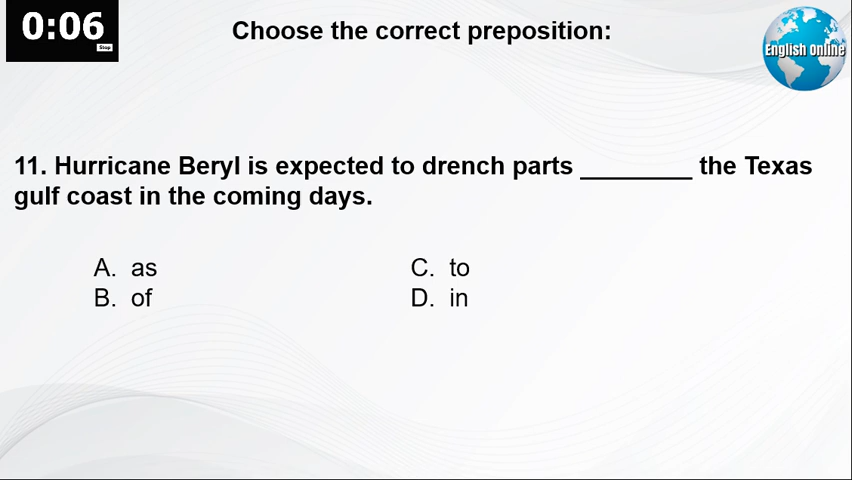 0:06
Stop
Choose the correct preposition:
English Online
11. Hurricane Beryl is expected to drench parts ________ the Texas
gulf coast in the coming days.
A. as
B. of
C. to
D. in